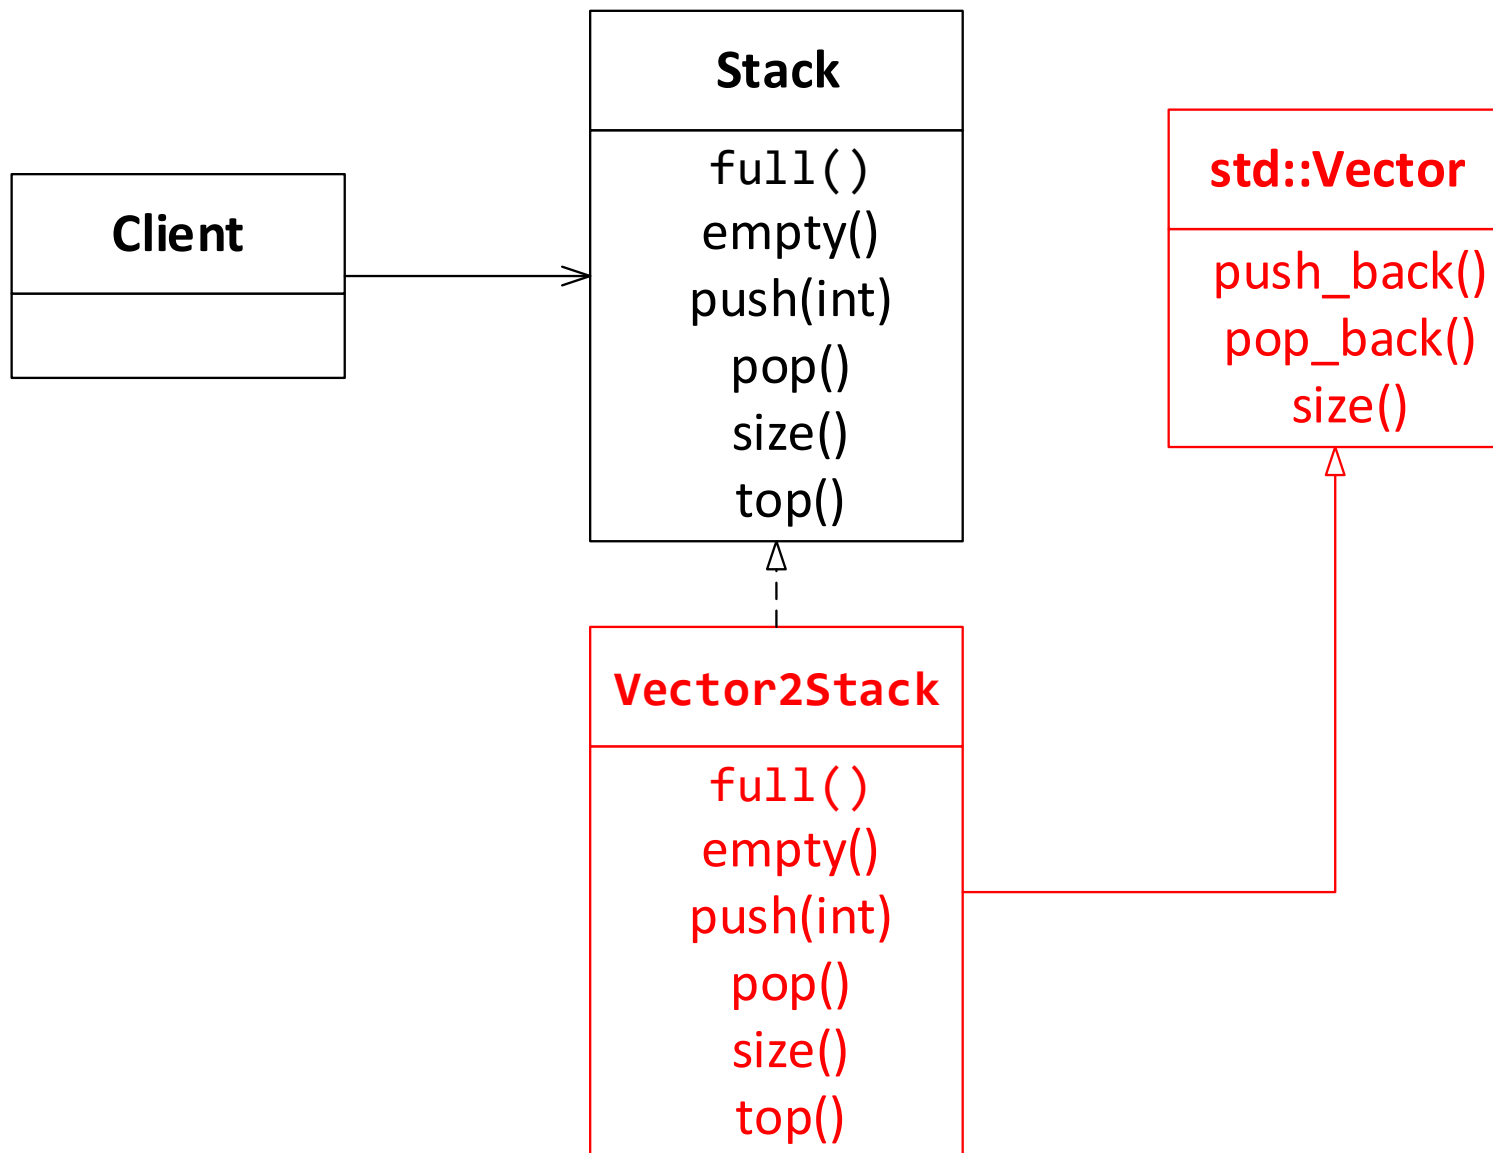 Client
Stack
full()
empty()
push(int)
pop()
size()
top()
std::Vector
push_back()
pop_back()
size()
Vector2Stack
full()
empty()
push(int)
pop()
size()
top()